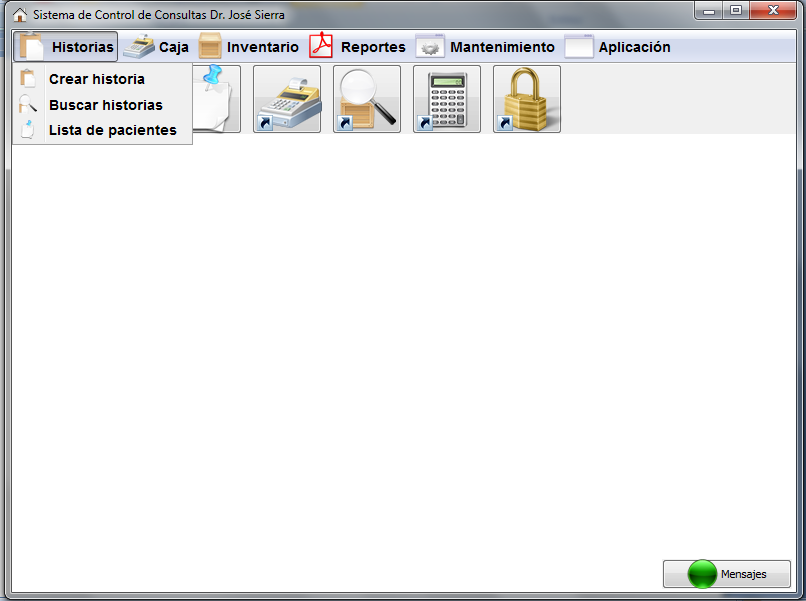 Sistema de Control de Consultas Dr. José Sierra
Historias Caja Inventario Reportes Mantenimiento Aplicación
Crear historia
Buscar historias
Lista de pacientes
Mensajes